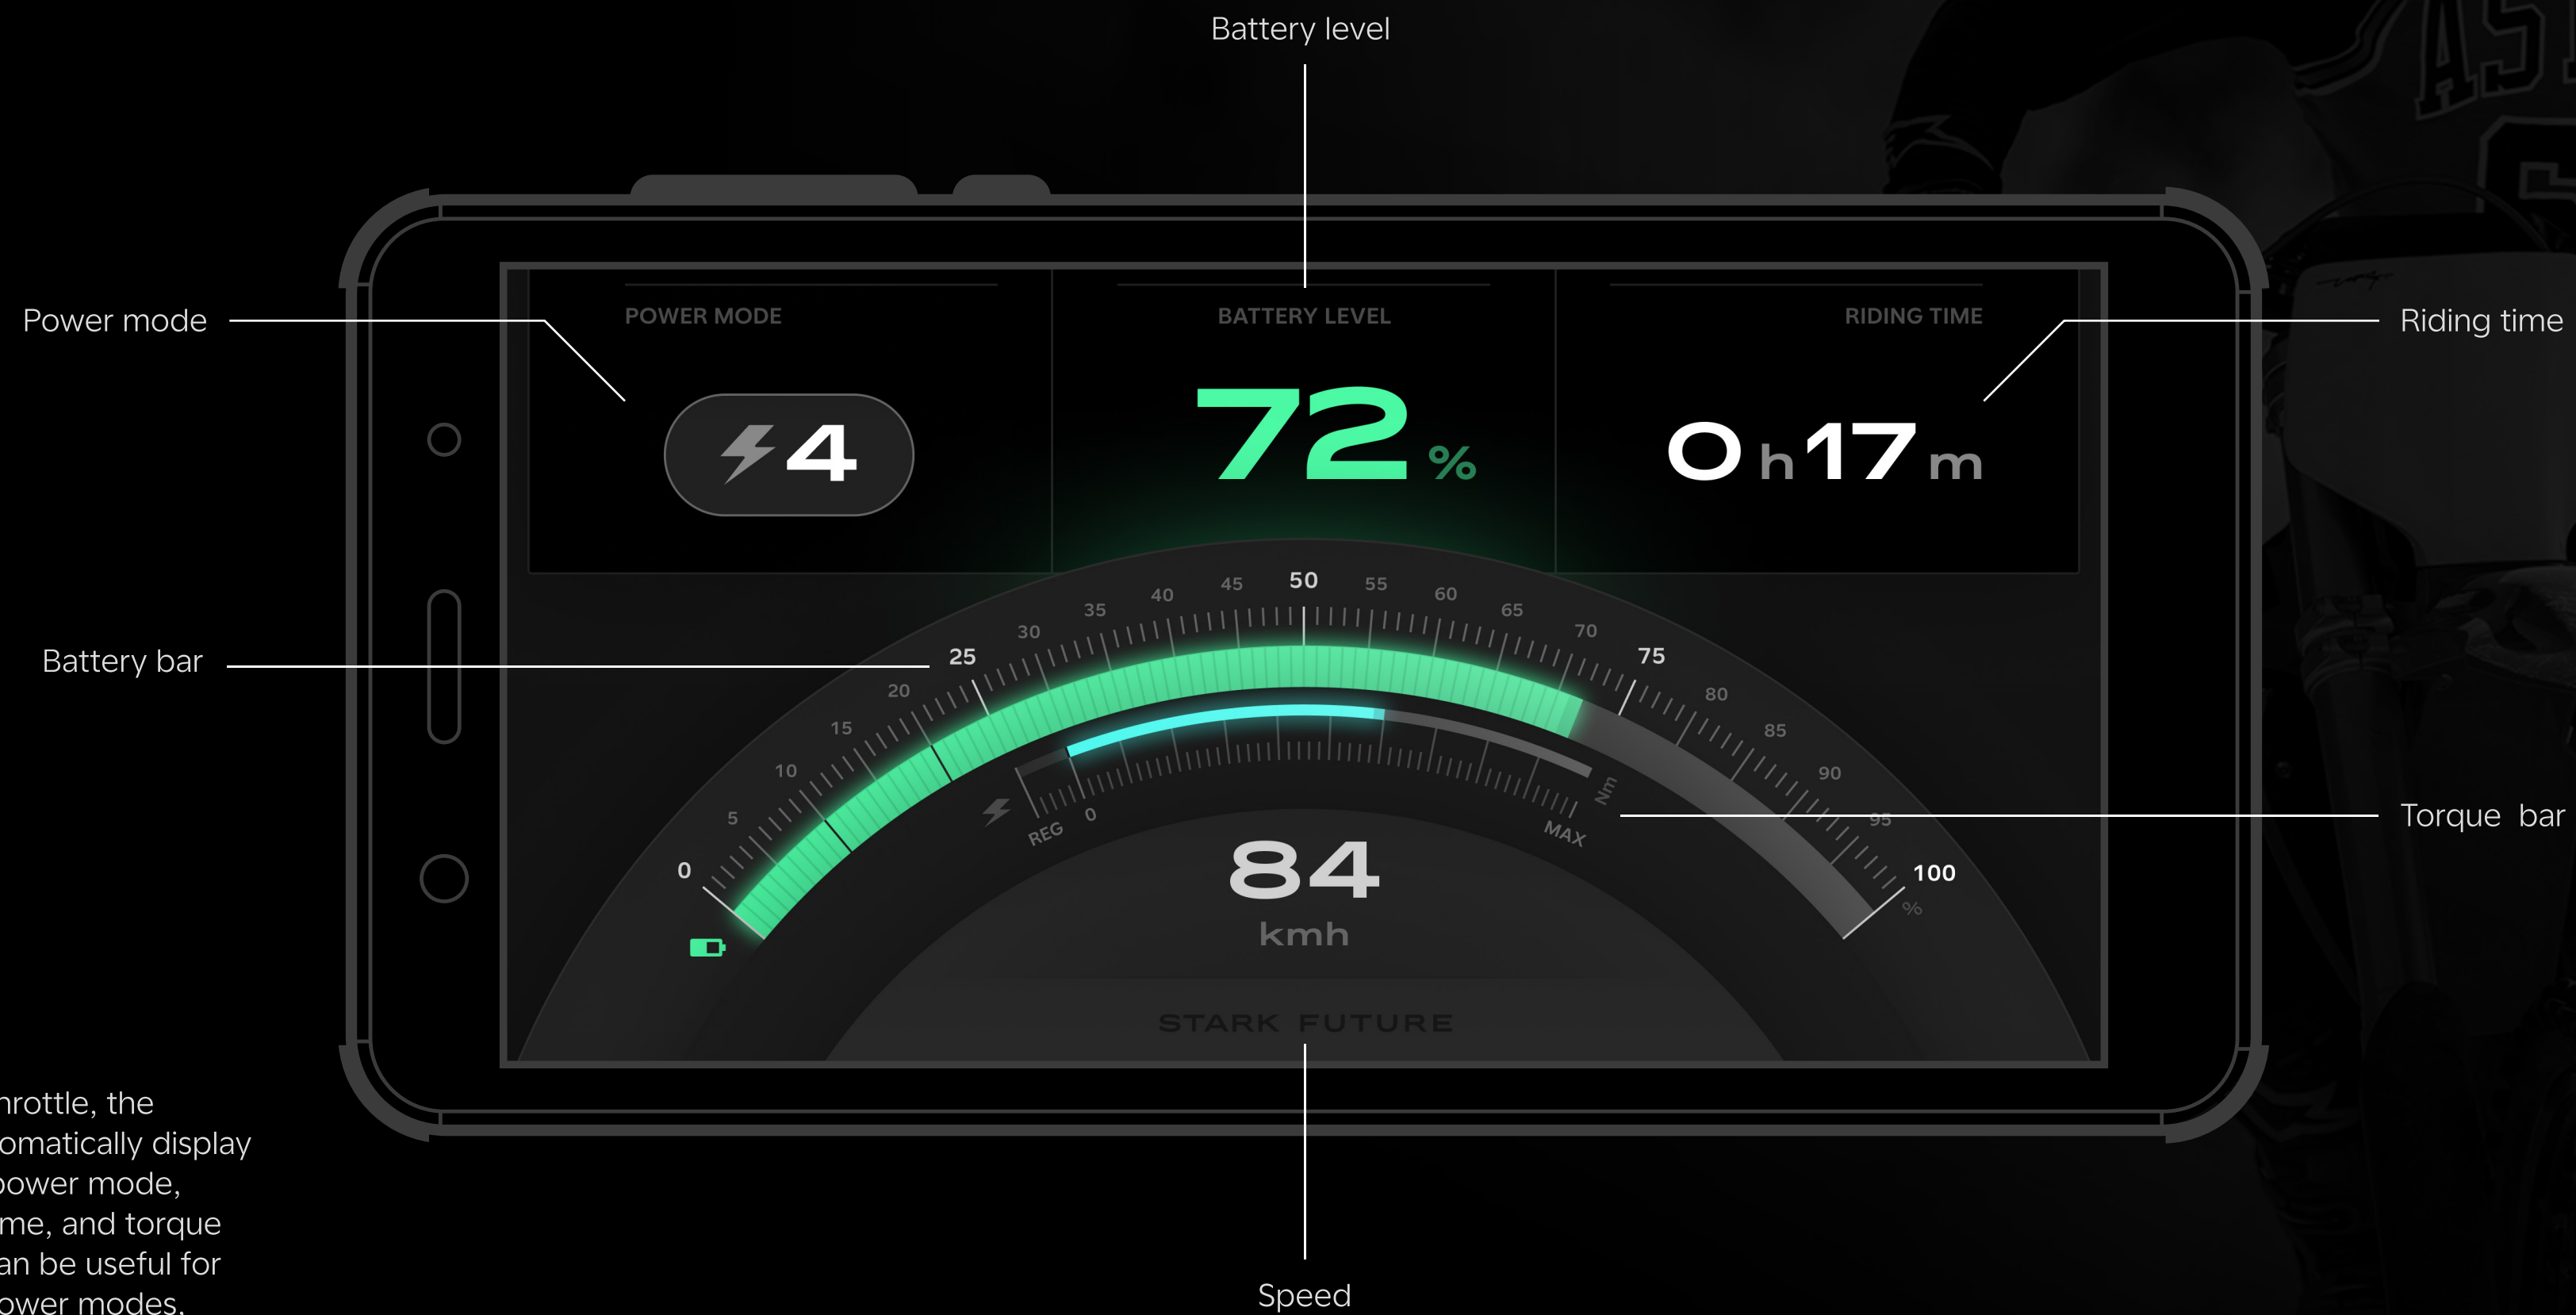 Battery level
Power mode
Riding time
POWER MODE
BATTERY LEVEL
RIDING TIME
4
72 %
0 h 17 m
Battery bar
Torque bar
0
5
10
15
20
25
30
35
40
45
50
55
60
65
70
75
80
85
90
95
100
%
REG
0
MAX
Nm
84
kmh
STARK FUTURE
hrottle, the
omatically display
power mode,
me, and torque
an be useful for
ower modes,
Speed